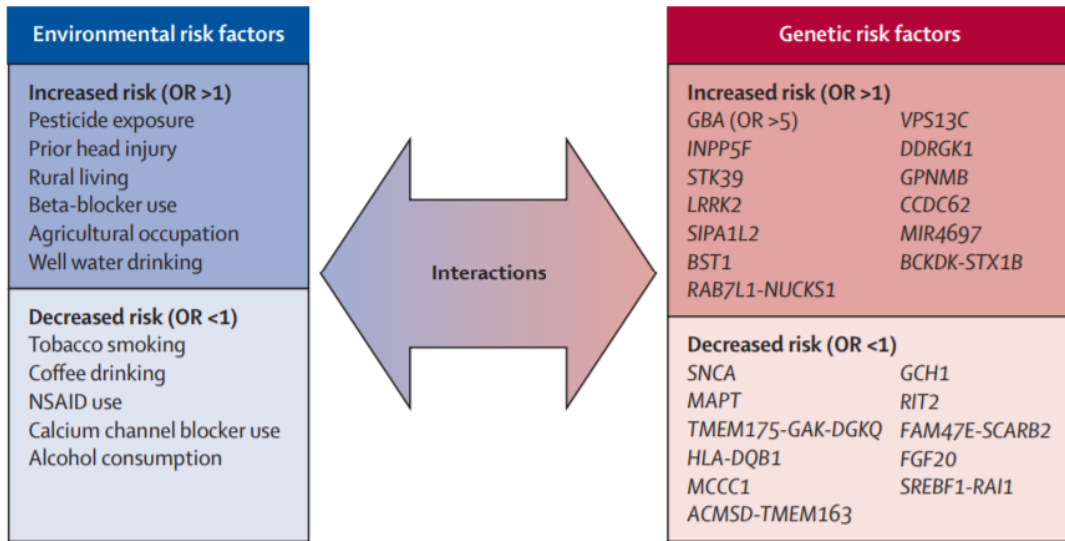 Environmental risk factors
Increased risk (OR >1)
Pesticide exposure
Prior head injury
Rural living
Beta-blocker use
Agricultural occupation
Well water drinking
Decreased risk (OR <1)
Tobacco smoking
Coffee drinking
NSAID use
Calcium channel blocker use
Alcohol consumption
Interactions
Genetic risk factors
Increased risk (OR >1)
GBA (OR >5)
INPP5F
STK39
LRRK2
SIPA1L2
BST1
RAB7L1-NUCKS1
VPS13C
DDRGK1
GPNMB
CCDC62
MIR4697
BCKDK-STX1B
Decreased risk (OR <1)
SNCA
MAPT
TMEM175-GAK-DGKQ
HLA-DQB1
MCCC1
ACMSD-TMEM163
GCH1
RIT2
FAM47E-SCARB2
FGF20
SREBF1-RAI1